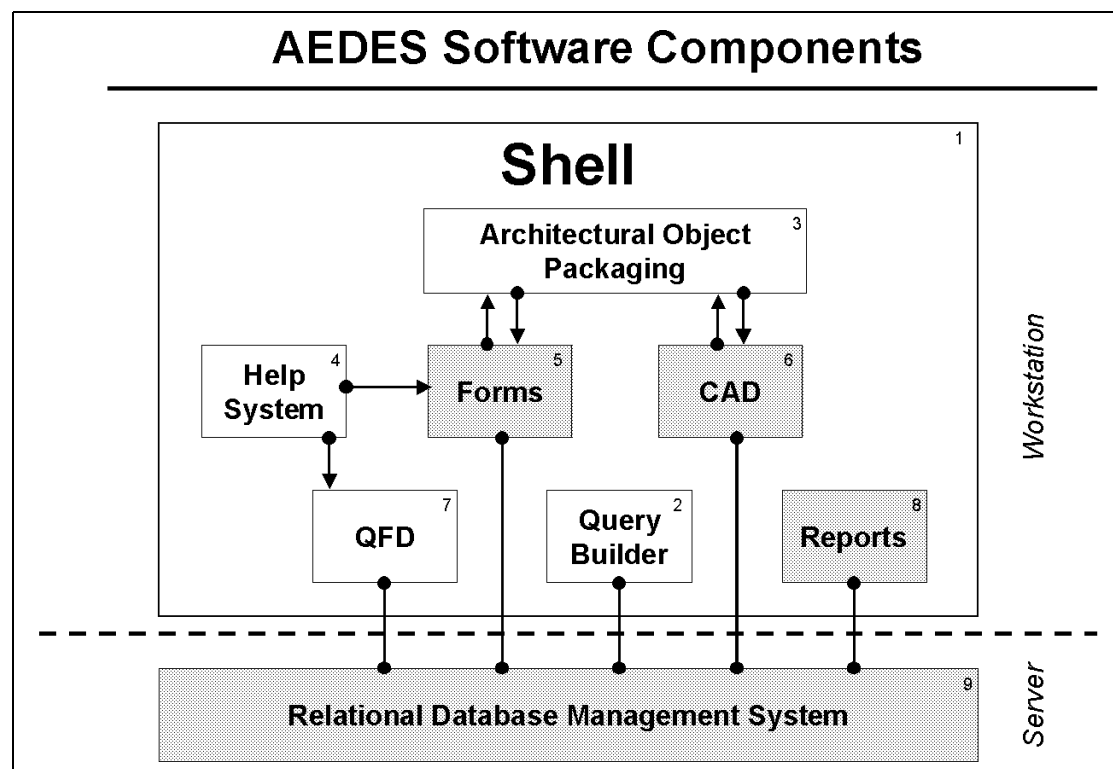 AEDES Software Components
1
Shell
3
Architectural Object
Packaging
4
Help
System
5
Forms
6
CAD
Workstation
7
QFD
2
Query
Builder
8
Reports
9
Relational Database Management System
Server